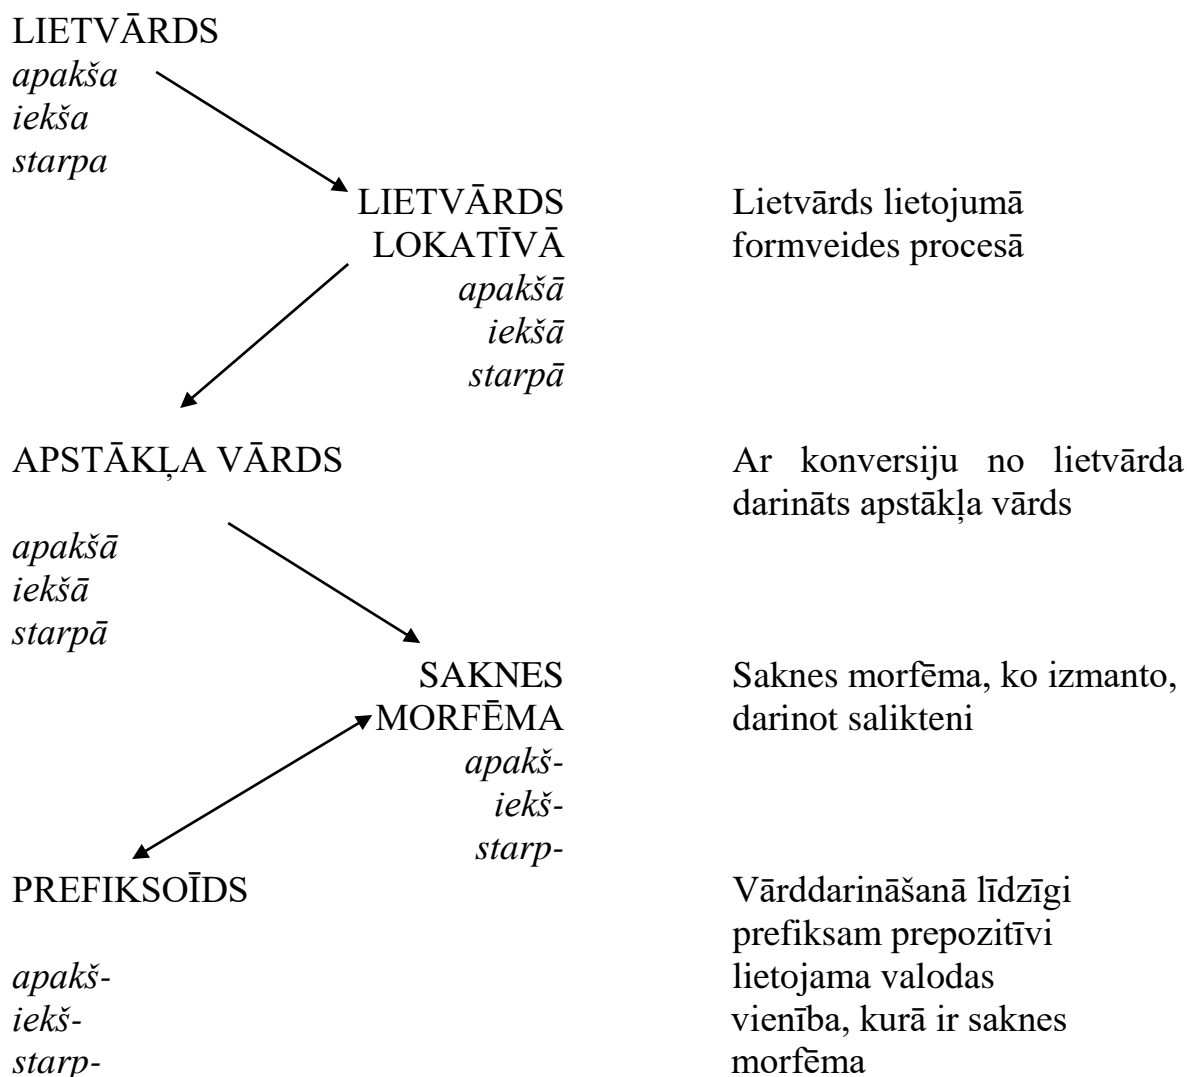 LIETVĀRDS
apakša
iekša
starpa
LIETVĀRDS
LOKATĪVĀ
apakšā
iekšā
starpā
Lietvārds lietojumā
formveides procesā
APSTĀKĻA VĀRDS
apakšā
iekšā
starpā
Ar konversiju no lietvārda
darināts apstākļa vārds
SAKNES
MORFĒMA
apakš-
iekš-
starp-
Saknes morfēma, ko izmanto,
darinot salikteni
PREFIKSOĪDS
apakš-
iekš-
starp-
Vārddarināšanā līdzīgi
prefiksam prepozitīvi
lietojama valodas
vienība, kurā ir saknes
morfēma